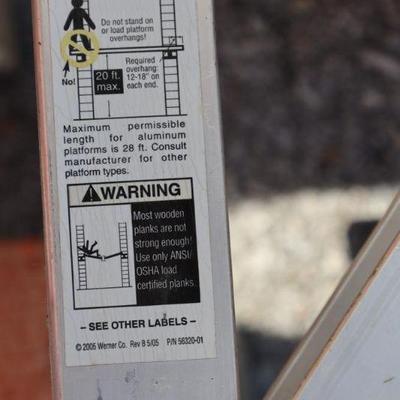 Do not stand on
or load platform
overhangs!
No!
20 ft.
max.
Required
overhang:
12-18" on
each end.
Maximum permissible
length for aluminum
platforms is 28 ft. Consult
manufacturer for other
platform types.
WARNING
Most wooden
planks are not
strong enough!
Use only ANSI/
OSHA load
certified planks.
– SEE OTHER LABELS –
© 2005 Werner Co. Rev B 5/05 P/N 56320-01